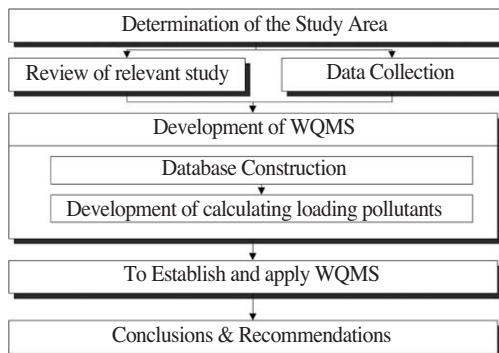 Determination of the Study Area
Review of relevant study
Data Collection
Development of WQMS
Database Construction
Development of calculating loading pollutants
To Establish and apply WQMS
Conclusions & Recommendations